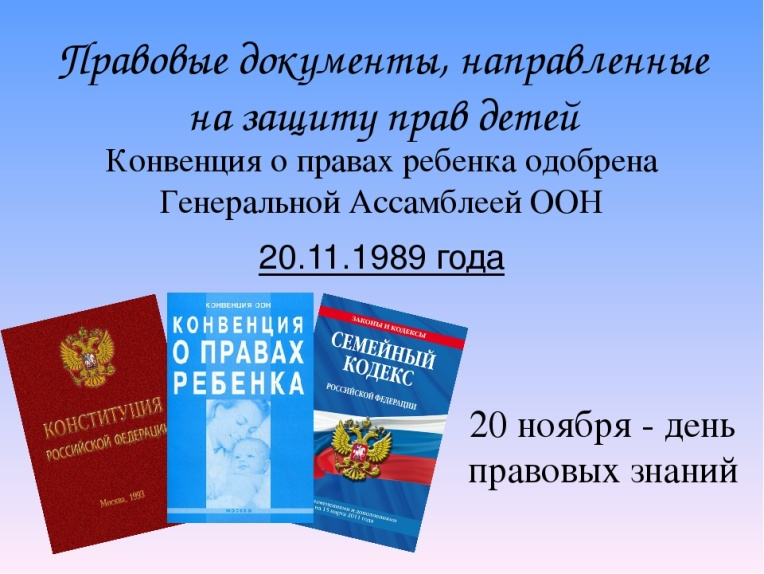 Правовые документы, направленные
на защиту прав детей
Конвенция о правах ребенка одобрена
Генеральной Ассамблеей ООН
20.11.1989 года
КОНСТИТУЦИЯ
РОССИЙСКОЙ ФЕДЕРАЦИИ
Москва, 1993
КОНВЕНЦИЯ ООН
КОНВЕНЦИЯ
О ПРАВАХ
РЕБЕНКА
МОСКВА
ЗАКОНЫ И КОДЕКСЫ
СЕМЕЙНЫЙ
КОДЕКС
РОССИЙСКОЙ ФЕДЕРАЦИИ
изменениями и дополнениями
на 15 марта 2011 года
20 ноября - день
правовых знаний